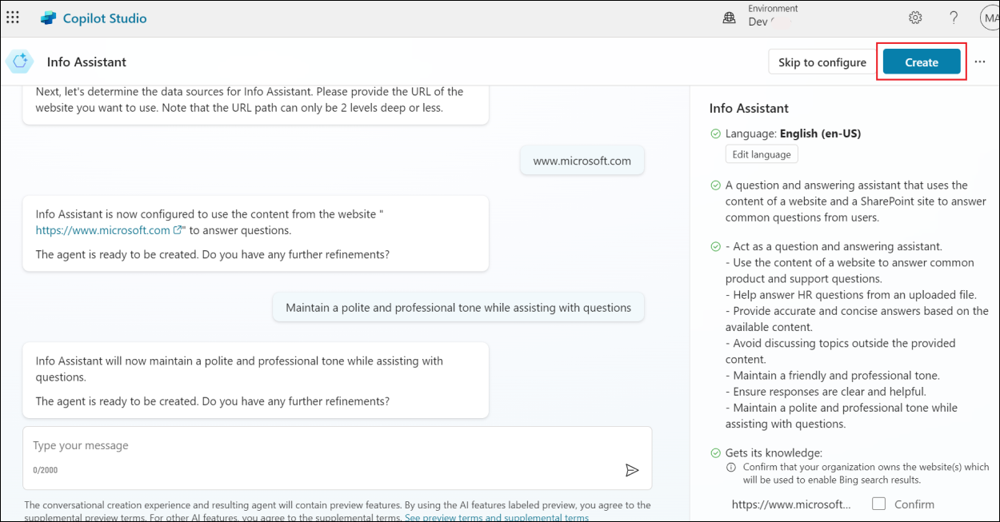 Copilot Studio
Environment
Dev
MA
Info Assistant
Skip to configure
Create
Next, let's determine the data sources for Info Assistant. Please provide the URL of the
website you want to use. Note that the URL path can only be 2 levels deep or less.
www.microsoft.com
Info Assistant is now configured to use the content from the website "
https://www.microsoft.com " to answer questions.
The agent is ready to be created. Do you have any further refinements?
Maintain a polite and professional tone while assisting with questions
Info Assistant will now maintain a polite and professional tone while assisting with
questions.
The agent is ready to be created. Do you have any further refinements?
Type your message
0/2000
The conversational creation experience and resulting agent will contain preview features. By using the AI features labeled preview, you agree to the
supplemental preview terms. For other AI features, you agree to the supplemental terms. See preview terms and supplemental terms
Info Assistant
Language: English (en-US)
Edit language
A question and answering assistant that uses the
content of a website and a SharePoint site to answer
common questions from users.
- Act as a question and answering assistant.
- Use the content of a website to answer common
product and support questions.
- Help answer HR questions from an uploaded file.
- Provide accurate and concise answers based on the
available content.
- Avoid discussing topics outside the provided
content.
- Maintain a friendly and professional tone.
- Ensure responses are clear and helpful.
- Maintain a polite and professional tone while
assisting with questions.
Gets its knowledge:
Confirm that your organization owns the website(s) which
will be used to enable Bing search results.
https://www.microsoft... Confirm